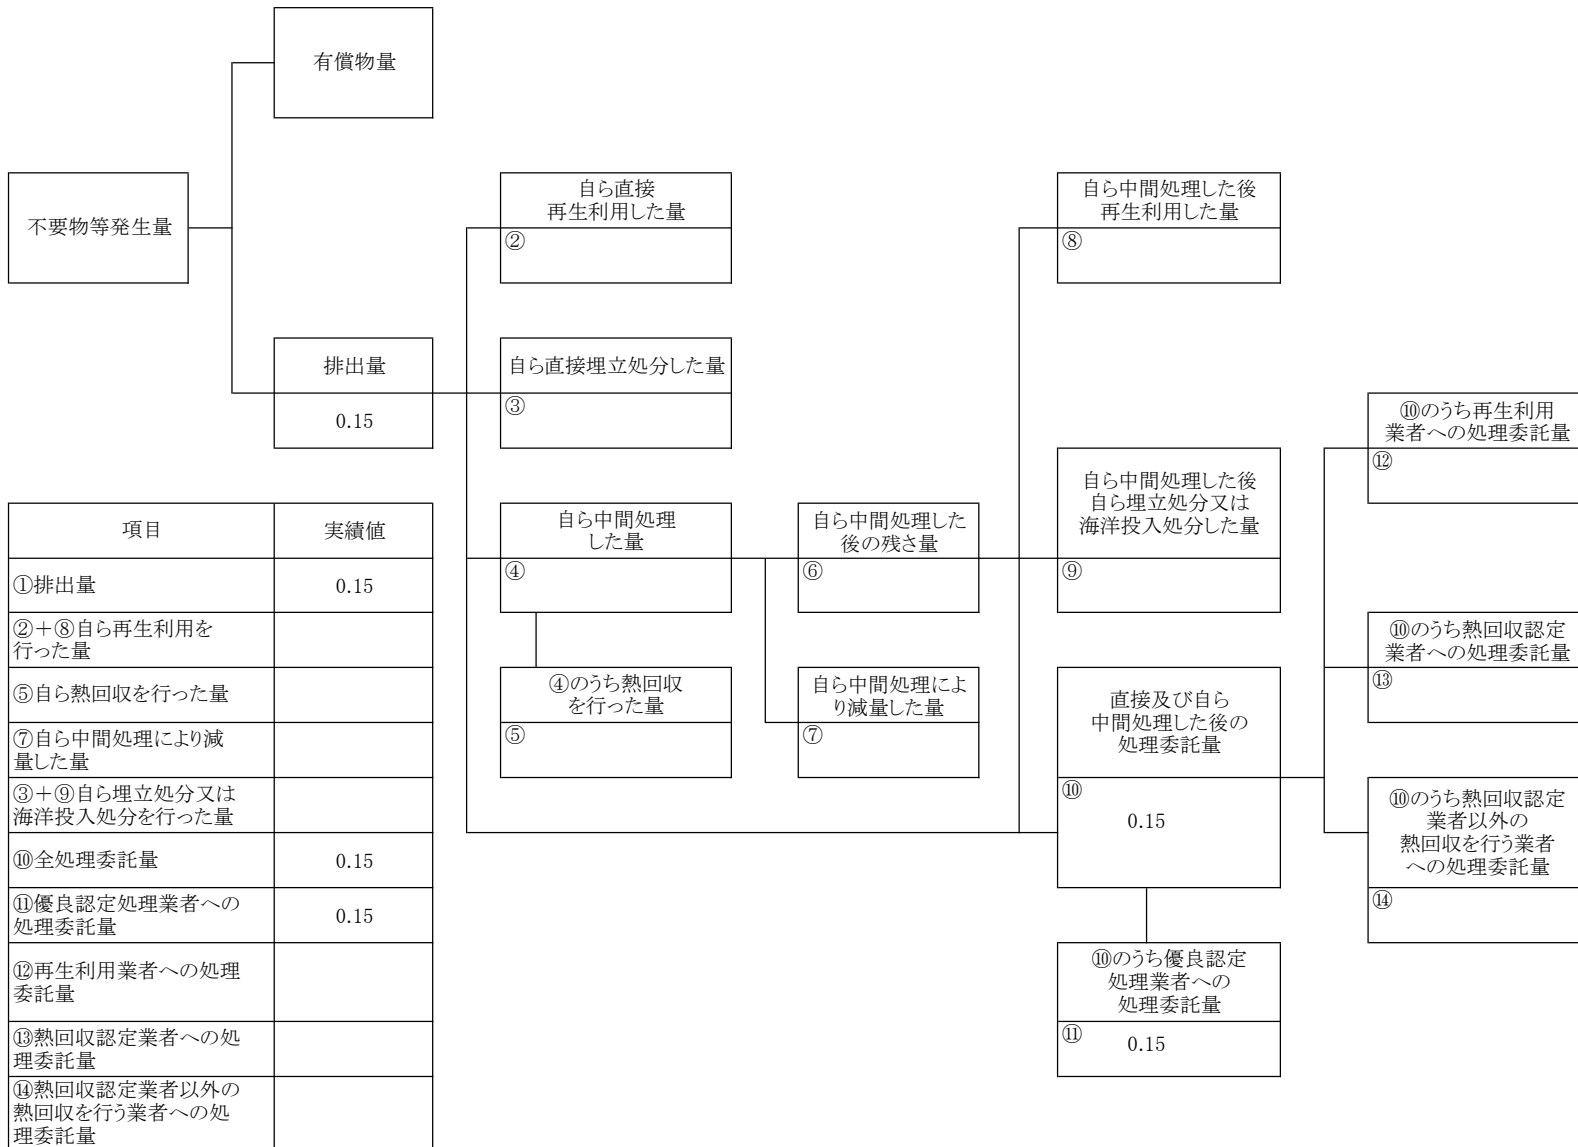 有償物量
不要物等発生量
自ら直接
再生利用した量
②
自ら中間処理した後
再生利用した量
⑧
排出量
0.15
自ら直接埋立処分した量
③
⑩のうち再生利用
業者への処理委託量
⑫
自ら中間処理
した量
④
自ら中間処理した
後の残さ量
⑥
自ら中間処理した後
自ら埋立処分又は
海洋投入処分した量
⑨
⑩のうち熱回収認定
業者への処理委託量
⑬
④のうち熱回収
を行った量
⑤
自ら中間処理によ
り減量した量
⑦
直接及び自ら
中間処理した後の
処理委託量
⑩
0.15
⑩のうち熱回収認定
業者以外の
熱回収を行う業者
への処理委託量
⑭
⑩のうち優良認定
処理業者への
処理委託量
⑪
0.15
項目
実績値
①排出量
0.15
②＋⑧自ら再生利用を
行った量
⑤自ら熱回収を行った量
⑦自ら中間処理により減
量した量
③＋⑨自ら埋立処分又は
海洋投入処分を行った量
⑩全処理委託量
0.15
⑪優良認定処理業者への
処理委託量
0.15
⑫再生利用業者への処理
委託量
⑬熱回収認定業者への処
理委託量
⑭熱回収認定業者以外の
熱回収を行う業者への処
理委託量